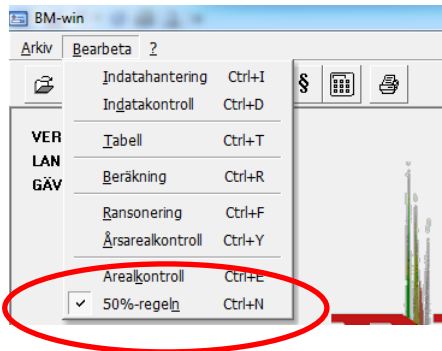 BM-win
Arkiv Bearbeta ?
Indatahantering Ctrl+I
Indatakontroll Ctrl+D
§
VER
Tabell Ctrl+T
LAN
Beräkning Ctrl+R
GÄV
Ransonering Ctrl+F
Årsarealkontroll Ctrl+Y
Arealkontroll Ctrl+E
50%-regeln Ctrl+N